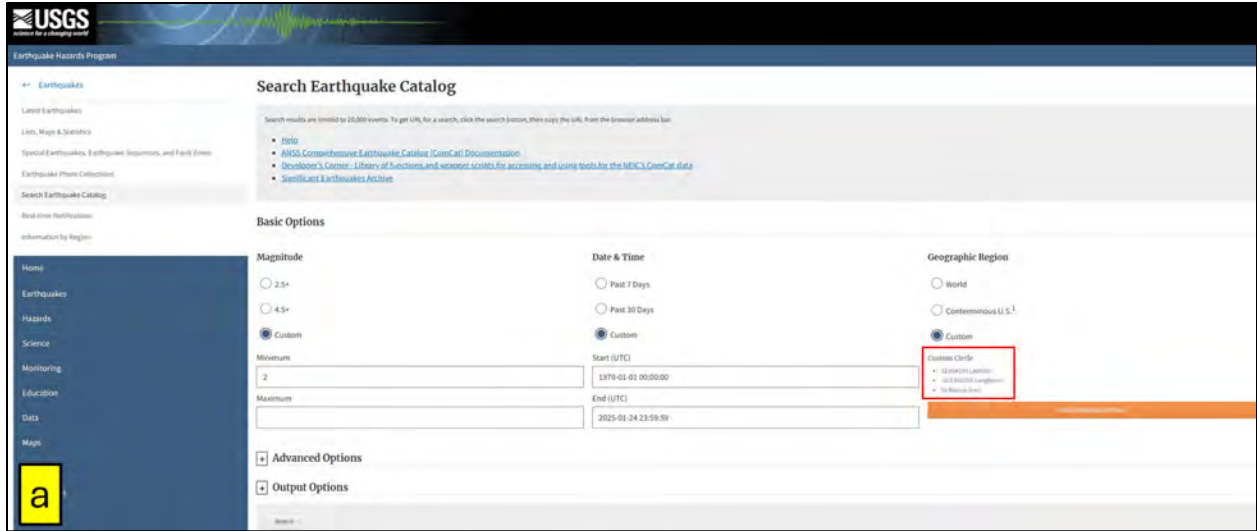 USGS
science for a changing world
Earthquake Hazards Program
← Earthquakes
Latest Earthquakes
Lists, Maps & Statistics
Special Earthquakes, Earthquake Sequences, and Fault Zones
Earthquake Photo Collections
Search Earthquake Catalog
Real-time Notifications
Information by Region
Home
Earthquakes
Hazards
Science
Monitoring
Education
Data
Maps
a
Search Earthquake Catalog
Search results are limited to 20,000 events. To get URL for a search, click the search button, then copy the URL from the browser address bar.
• Help
• ANSS Comprehensive Earthquake Catalog (ComCat) Documentation
• Developer's Corner - Library of functions and wrapper scripts for accessing and using tools for the NEIC's ComCat data
• Significant Earthquakes Archive
Basic Options
Magnitude
2.5+
4.5+
Custom
Minimum
2
Maximum
Date & Time
Past 7 Days
Past 30 Days
Custom
Start (UTC)
1970-01-01 00:00:00
End (UTC)
2025-01-24 23:59:59
Geographic Region
World
Conterminous U.S.1
Custom
Custom Circle
Latitude
Longitude
+ Advanced Options
+ Output Options
Search